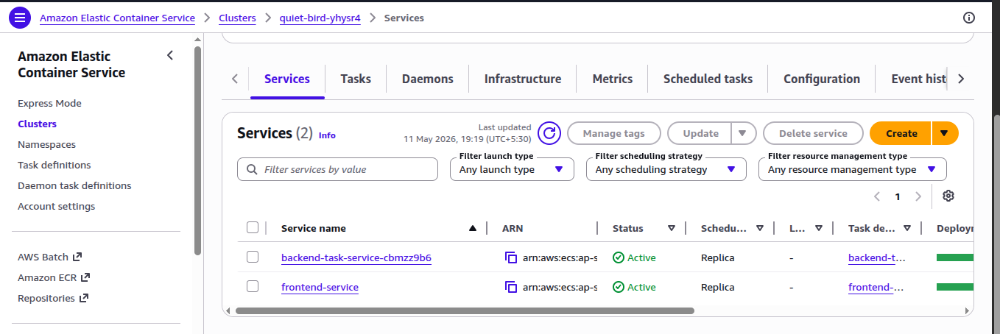 Amazon Elastic Container Service > Clusters > quiet-bird-yhysr4 > Services
Amazon Elastic
Container Service
Express Mode
Clusters
Namespaces
Task definitions
Daemon task definitions
Account settings
AWS Batch
Amazon ECR
Repositories
Services
Tasks
Daemons
Infrastructure
Metrics
Scheduled tasks
Configuration
Event hist
Services (2) Info
Last updated
11 May 2026, 19:19 (UTC+5:30)
Manage tags
Update
Delete service
Create
Filter services by value
Filter launch type
Any launch type
Filter scheduling strategy
Any scheduling strategy
Filter resource management type
Any resource management type
1
Service name ARN Status Schedu... L... Task de... Deployr
backend-task-service-cbmzz9b6 arn:aws:ecs:ap-s Active Replica - backend-t...
frontend-service arn:aws:ecs:ap-s Active Replica - frontend-...